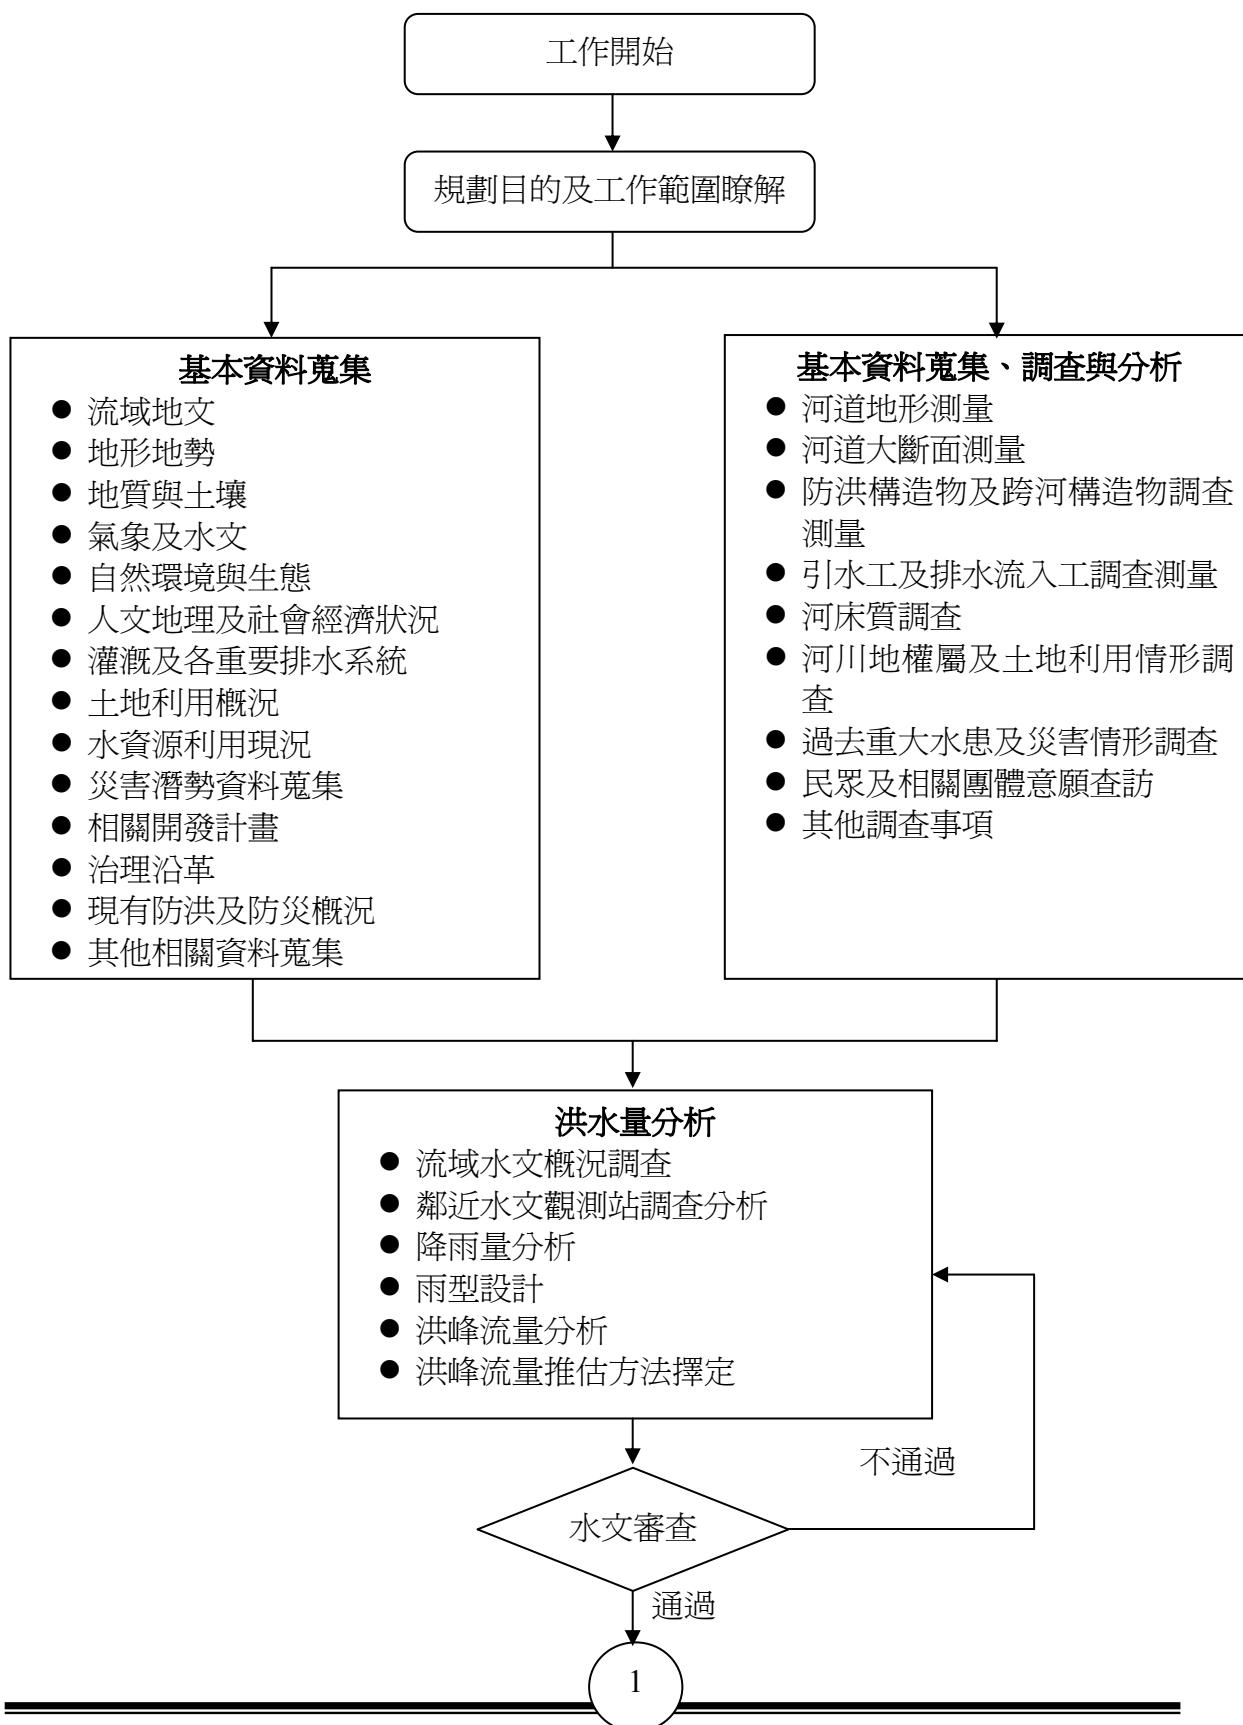 工作開始
規劃目的及工作範圍瞭解
基本資料蒐集
● 流域地文
● 地形地勢
● 地質與土壤
● 氣象及水文
● 自然環境與生態
● 人文地理及社會經濟狀況
● 灌溉及各重要排水系統
● 土地利用概況
● 水資源利用現況
● 災害潛勢資料蒐集
● 相關開發計畫
● 治理沿革
● 現有防洪及防災概況
● 其他相關資料蒐集
基本資料蒐集、調查與分析
● 河道地形測量
● 河道大斷面測量
● 防洪構造物及跨河構造物調查
測量
● 引水工及排水流入工調查測量
● 河床質調查
● 河川地權屬及土地利用情形調
查
● 過去重大水患及災害情形調查
● 民眾及相關團體意願查訪
● 其他調查事項
洪水量分析
● 流域水文概況調查
● 鄰近水文觀測站調查分析
● 降雨量分析
● 雨型設計
● 洪峰流量分析
● 洪峰流量推估方法擇定
不通過
水文審查
通過
1